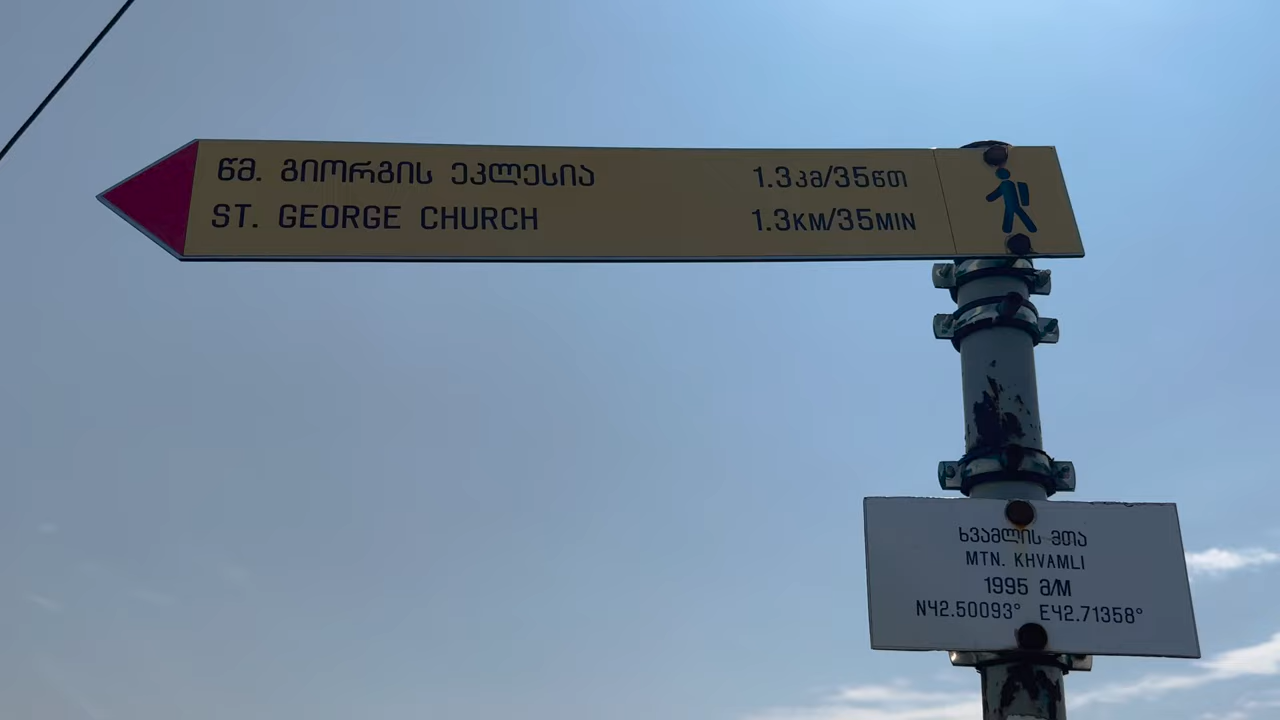 წმ. გიორგის ეკლესია 1.3კმ/35წთ
ST. GEORGE CHURCH 1.3KM/35MIN
ხვამლის მთა
MTN. KHVAMLI
1995 მ/M
N42.50093° E42.71358°